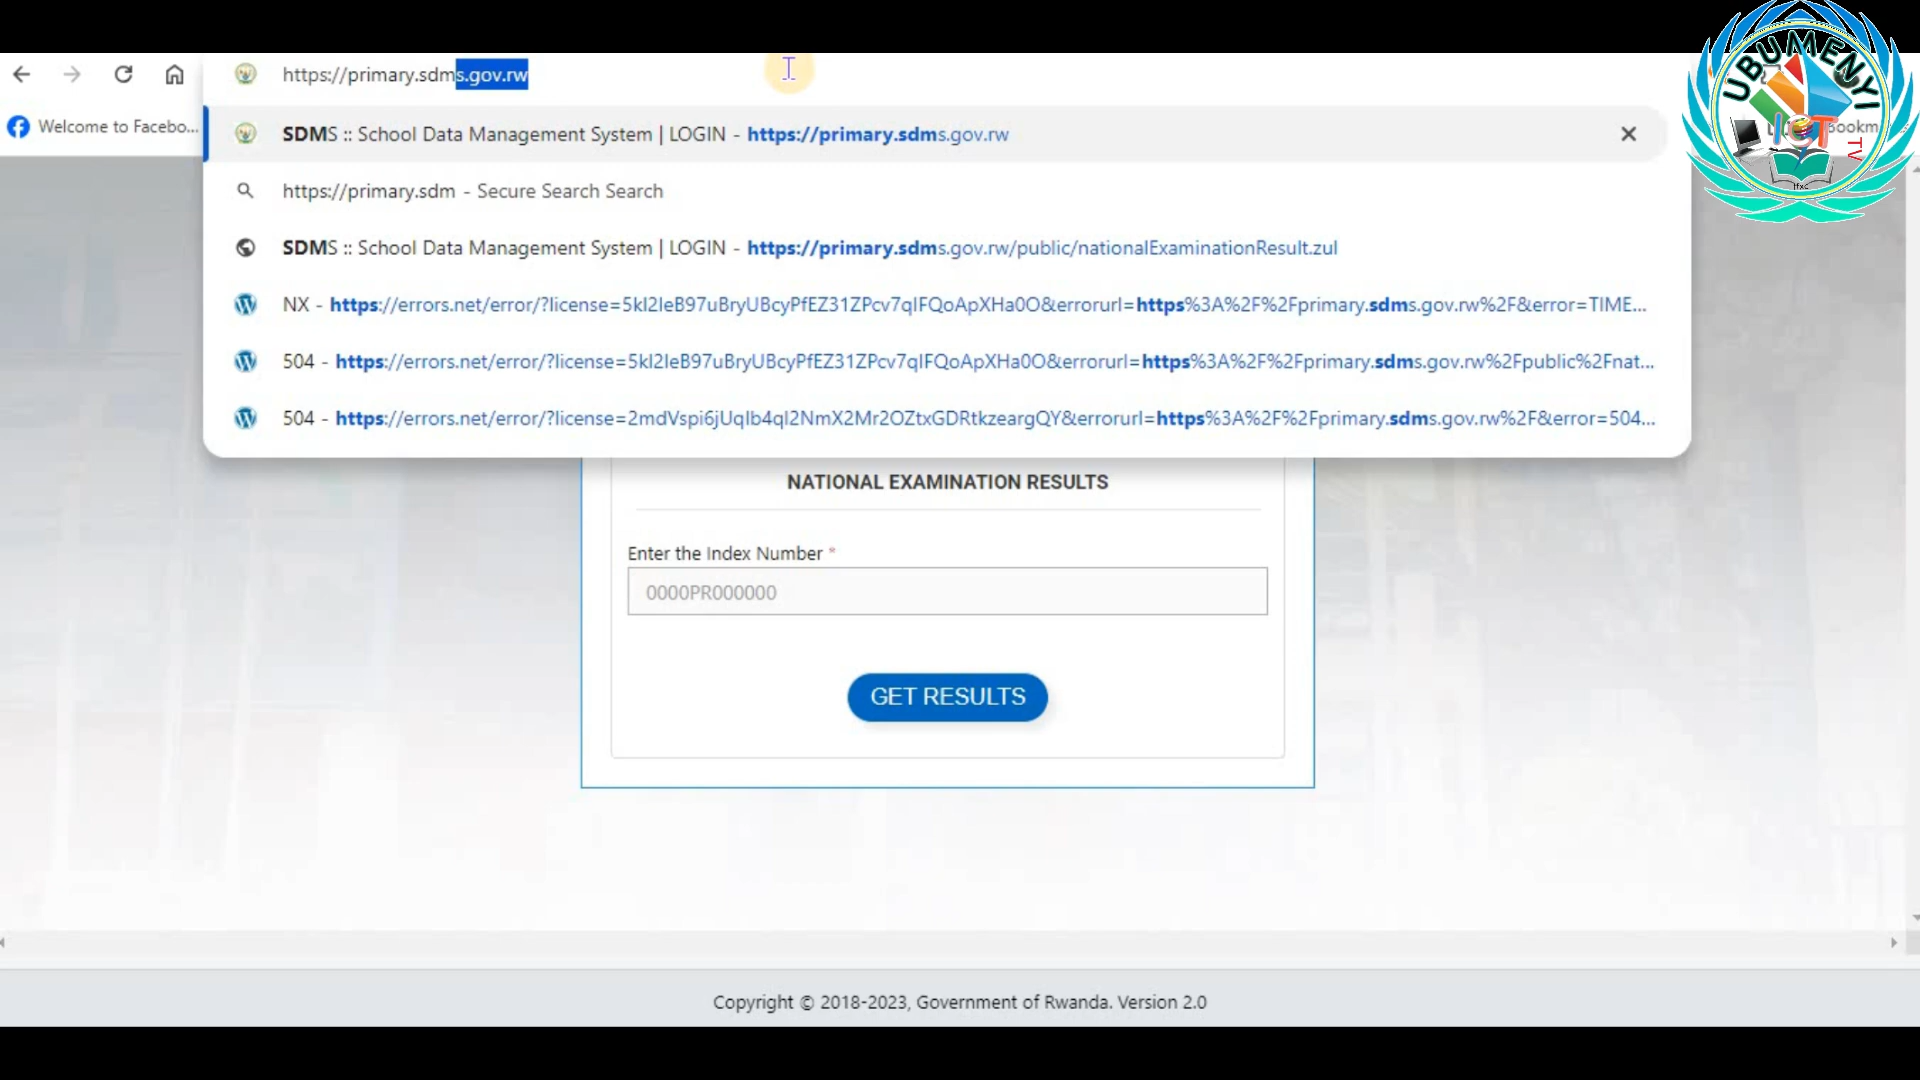 https://primary.sdms.gov.rw
Welcome to Facebo...
SDMS :: School Data Management System | LOGIN - https://primary.sdms.gov.rw
https://primary.sdm - Secure Search Search
SDMS :: School Data Management System | LOGIN - https://primary.sdms.gov.rw/public/nationalExaminationResult.zul
NX - https://errors.net/error/?license=5kI2IeB97uBryUBcyPfEZ31ZPcv7qIFQoApXHa0O&errorurl=https%3A%2F%2Fprimary.sdms.gov.rw%2F&error=TIME...
504 - https://errors.net/error/?license=5kI2IeB97uBryUBcyPfEZ31ZPcv7qIFQoApXHa0O&errorurl=https%3A%2F%2Fprimary.sdms.gov.rw%2Fpublic%2Fnat...
504 - https://errors.net/error/?license=2mdVspi6jUqIb4qI2NmX2Mr2OZtxGDRtkzeargQY&errorurl=https%3A%2F%2Fprimary.sdms.gov.rw%2F&error=504...
UBUMENYI
ICT
TV
NATIONAL EXAMINATION RESULTS
Enter the Index Number *
0000PR000000
GET RESULTS
Copyright © 2018-2023, Government of Rwanda. Version 2.0